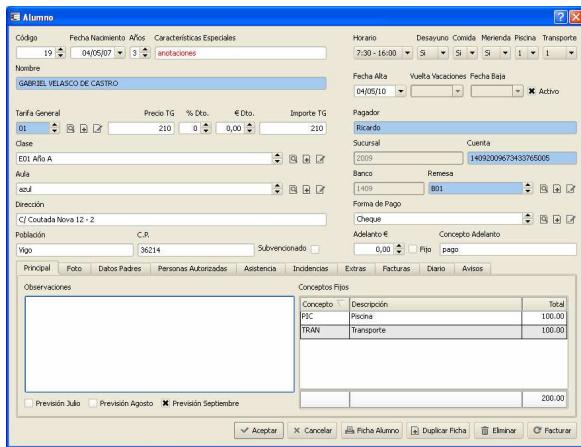 Alumno
Código Fecha Nacimiento Años Características Especiales Horario Desayuno Comida Merienda Piscina Transporte
19 04/05/07 3 anotaciones 7:30 - 16:00 Si Si Si 1 1
Nombre
GABRIEL VELASCO DE CASTRO
Fecha Alta Vuelta Vacaciones Fecha Baja
04/05/10 Activo
Tarifa General Precio TG % Dto. € Dto. Importe TG Pagador
01 210 0 0,00 210 Ricardo
Clase Sucursal Cuenta
E01 Año A 2009 14092009673433765005
Aula Banco Remesa
azul 1409 B01
Dirección Forma de Pago
C/ Coutada Nova 12 - 2 Cheque
Población C.P. Adelanto € Concepto Adelanto
Vigo 36214 Subvencionado 0,00 Fijo pago
Principal Foto Datos Padres Personas Autorizadas Asistencia Incidencias Extras Facturas Diario Avisos
Observaciones Conceptos Fijos
Concepto Descripción Total
PIC Piscina 100.00
TRAN Transporte 100.00
200.00
Previsión Julio Previsión Agosto Previsión Septiembre
Aceptar Cancelar Ficha Alumno Duplicar Ficha Eliminar Facturar